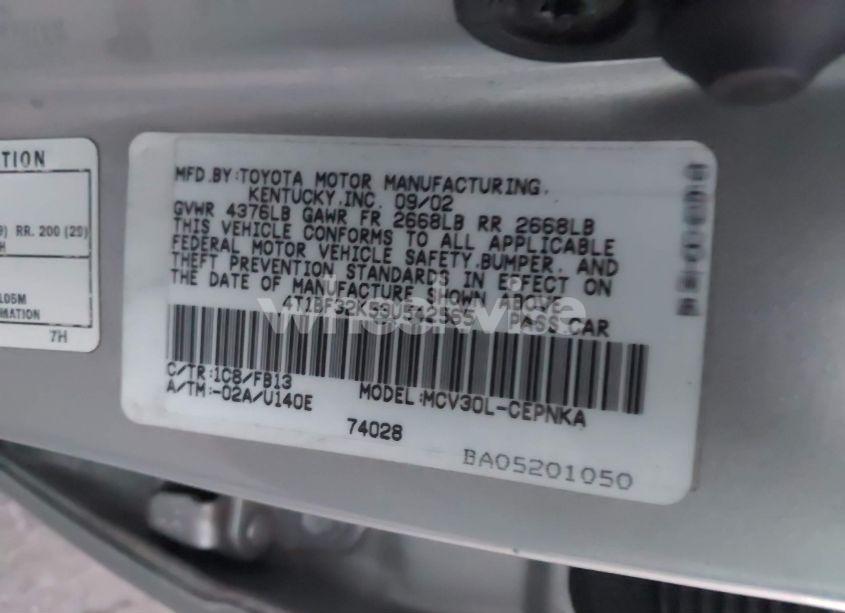 TION
RR. 200 (29)
H
105M
MATION
7H
MFD.BY:TOYOTA MOTOR MANUFACTURING,
KENTUCKY,INC. 09/02
GVWR 4376LB GAWR FR 2668LB RR 2668LB
THIS VEHICLE CONFORMS TO ALL APPLICABLE
FEDERAL MOTOR VEHICLE SAFETY,BUMPER, AND
THEFT PREVENTION STANDARDS IN EFFECT ON
THE DATE OF MANUFACTURE SHOWN ABOVE.
PASS.CAR
C/TR:1C8/FB13
A/TM:-02A/U140E
MODEL:MCV30L-CEPNKA
74028
BA05201050